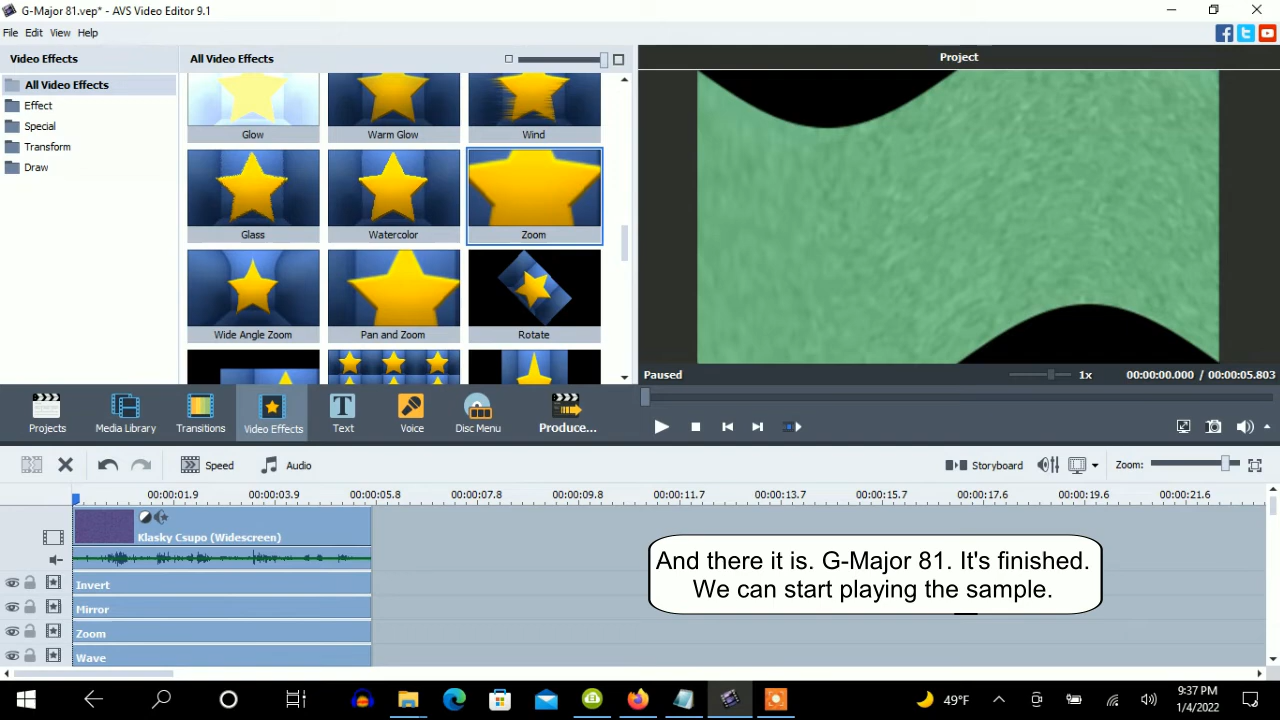 G-Major 81.vep* - AVS Video Editor 9.1
File Edit View Help
Video Effects
All Video Effects
Project
All Video Effects
Effect
Special
Transform
Draw
Glow Warm Glow Wind
Glass Watercolor Zoom
Wide Angle Zoom Pan and Zoom Rotate
Paused 1x 00:00:00.000 / 00:00:05.803
Projects Media Library Transitions Video Effects Text Voice Disc Menu Produce...
Speed Audio Storyboard Zoom:
00:00:01.9 00:00:03.9 00:00:05.8 00:00:07.8 00:00:09.8 00:00:11.7 00:00:13.7 00:00:15.7 00:00:17.6 00:00:19.6 00:00:21.6
Klasky Csupo (Widescreen)
Invert
Mirror
Zoom
Wave
And there it is. G-Major 81. It's finished.
We can start playing the sample.
49°F
9:37 PM
1/4/2022